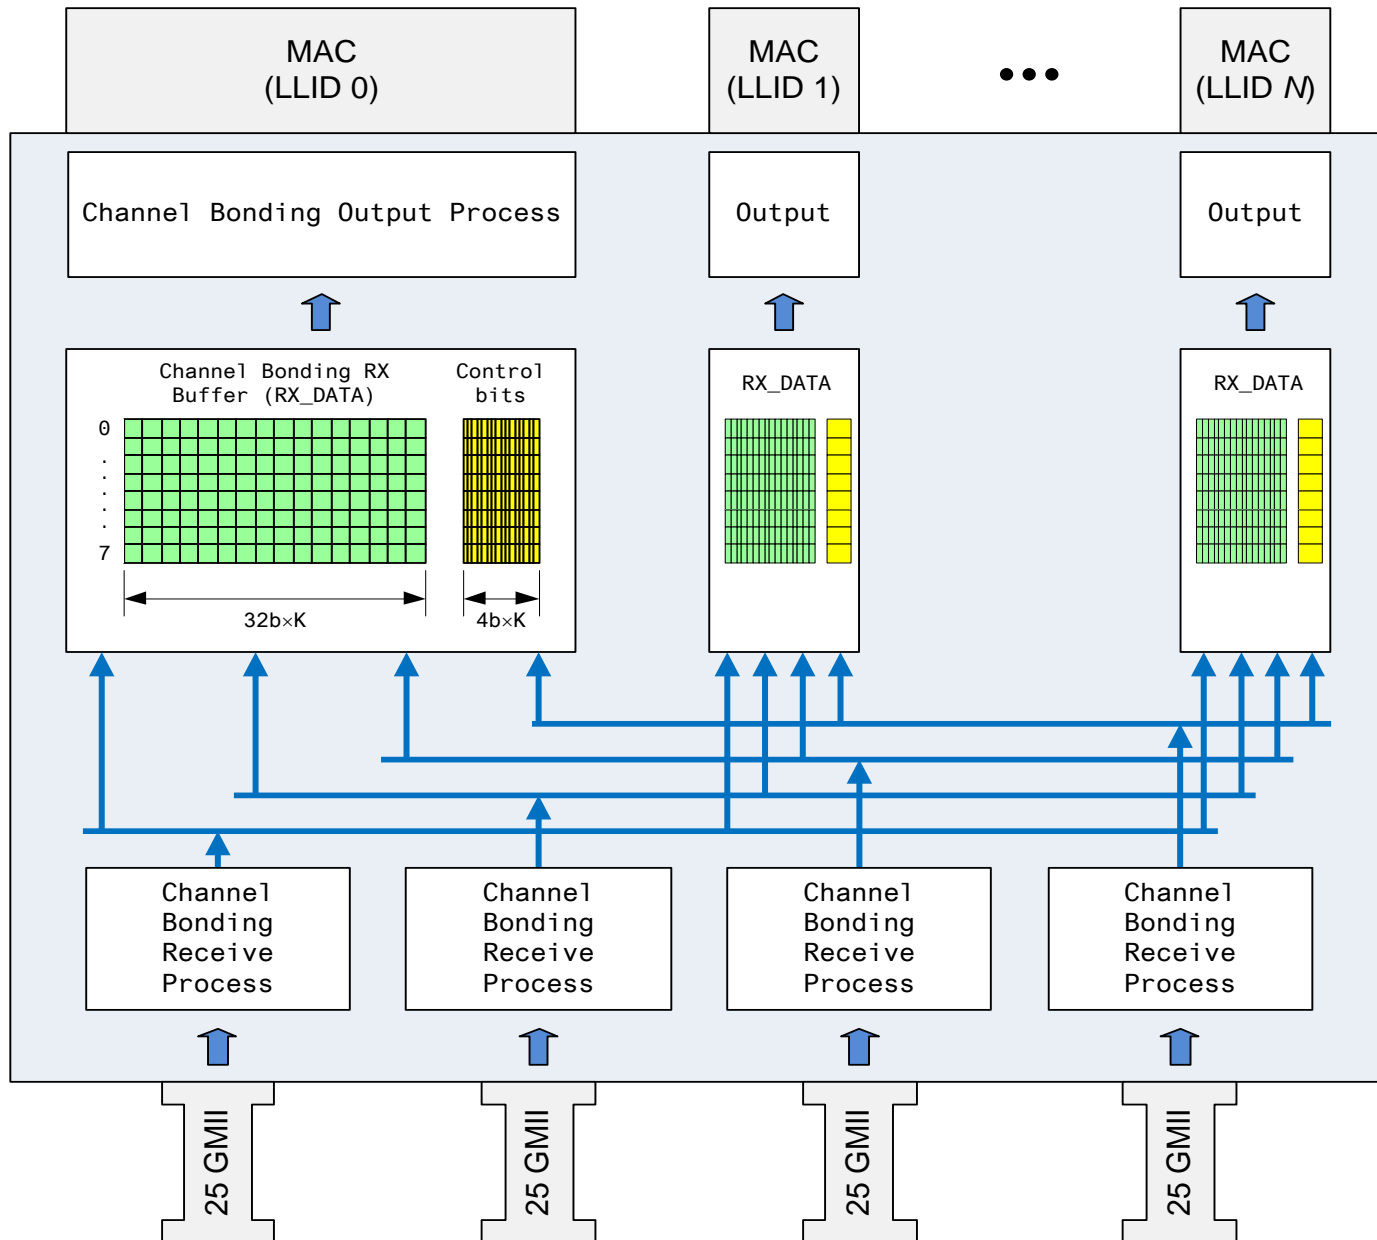 MAC
(LLID 0)
MAC
(LLID 1)
•••
MAC
(LLID N)
Channel Bonding Output Process
Output
Output
Channel Bonding RX
Buffer (RX_DATA)
Control
bits
RX_DATA
RX_DATA
0
.
.
.
.
.
7
32b×K
4b×K
Channel
Bonding
Receive
Process
Channel
Bonding
Receive
Process
Channel
Bonding
Receive
Process
Channel
Bonding
Receive
Process
25 GMII
25 GMII
25 GMII
25 GMII